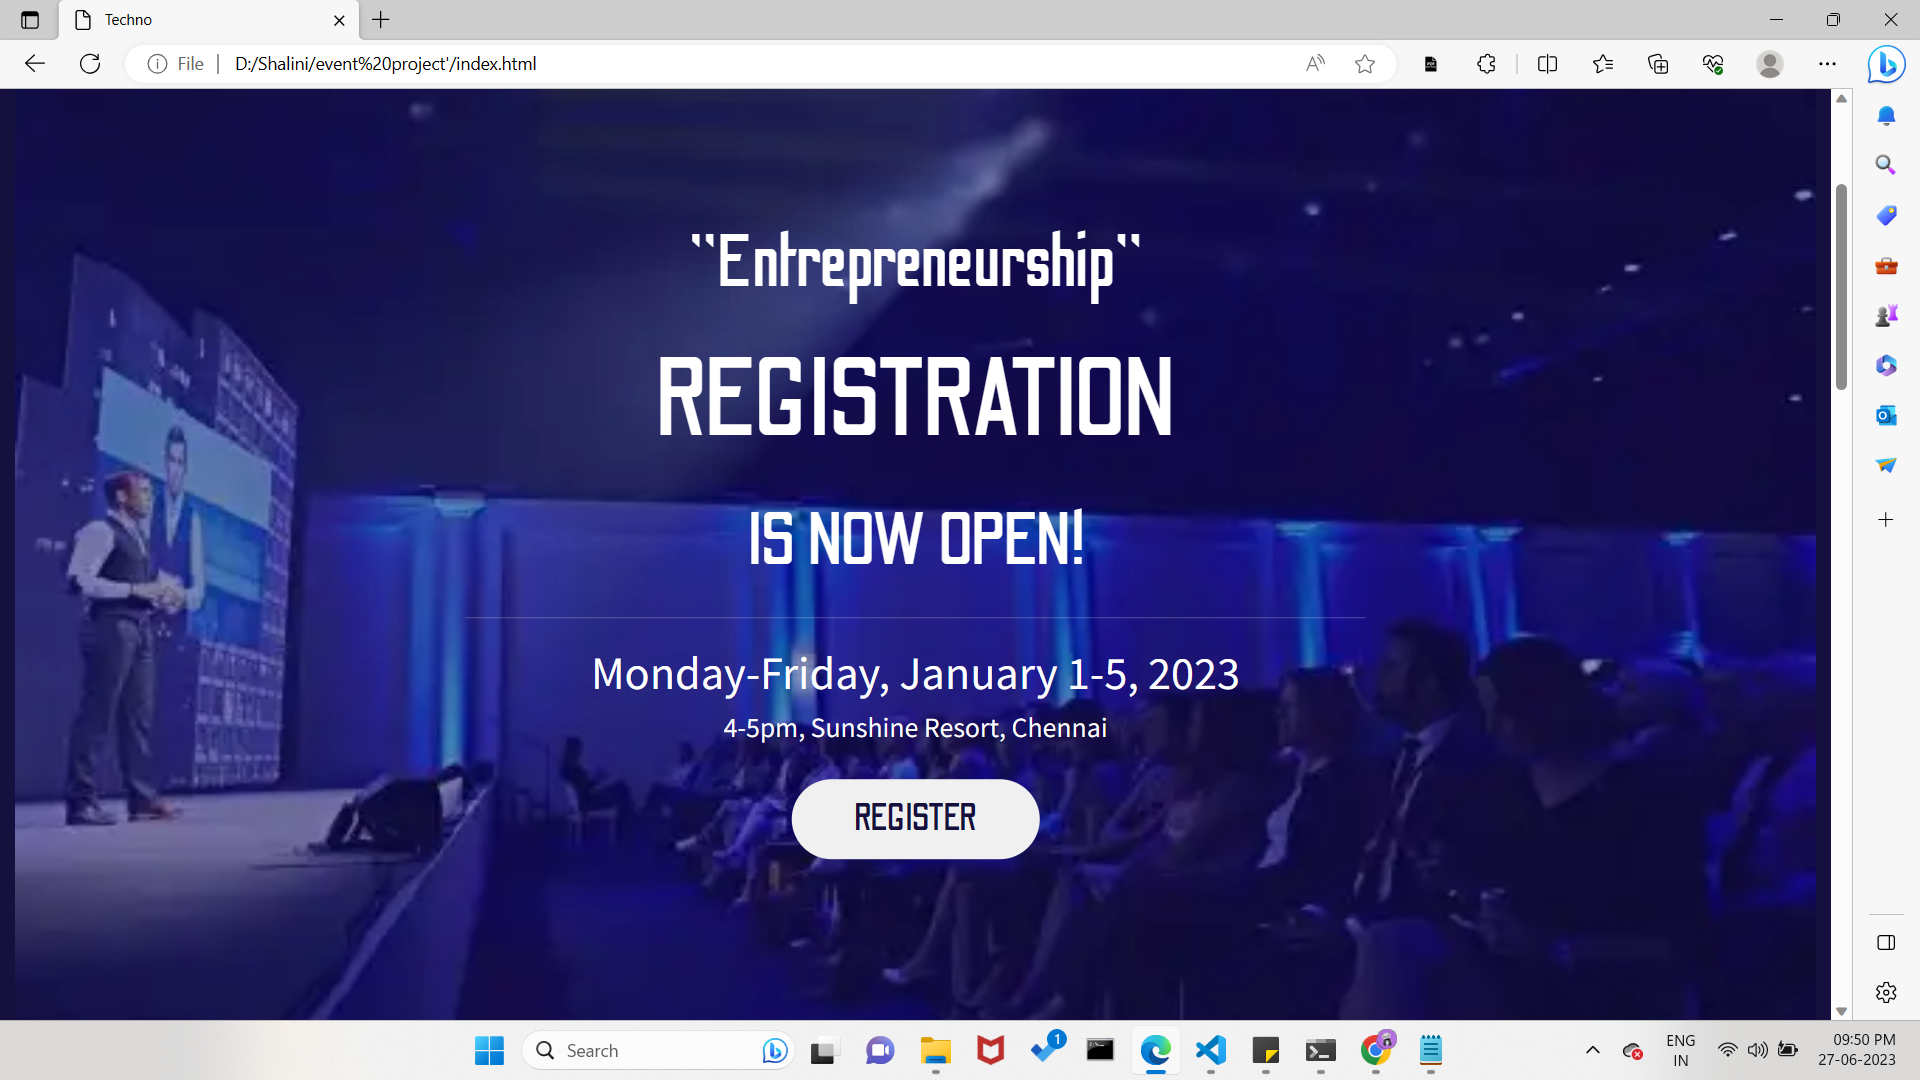 Techno
File
D:/Shalini/event%20project'/index.html
"Entrepreneurship"
REGISTRATION
IS NOW OPEN!
Monday-Friday, January 1-5, 2023
4-5pm, Sunshine Resort, Chennai
REGISTER
Search
1
ENG
IN
09:50 PM
27-06-2023